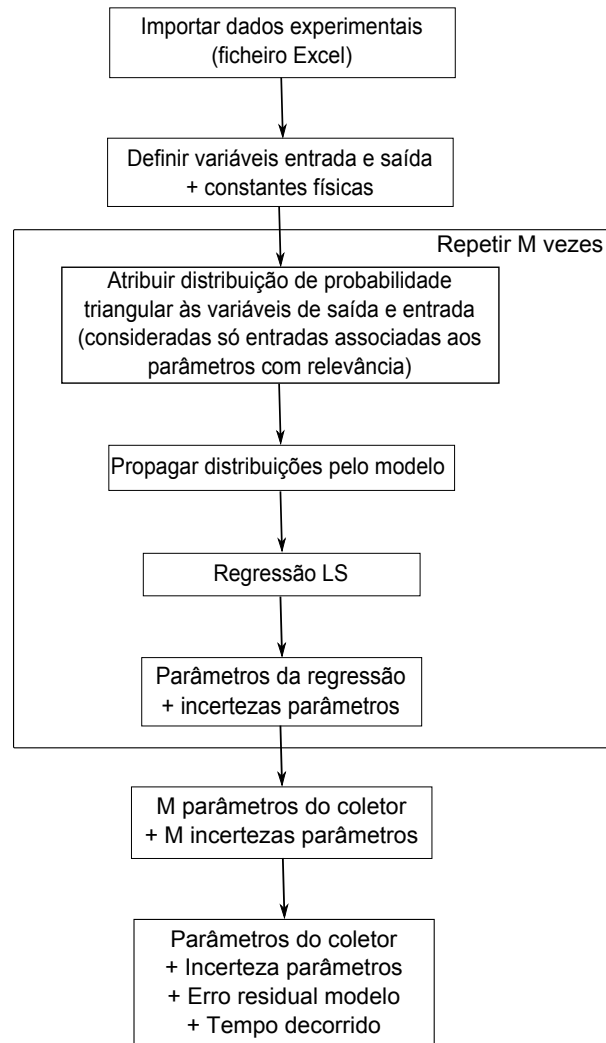 Importar dados experimentais
(ficheiro Excel)
Definir variáveis entrada e saída
+ constantes físicas
Repetir M vezes
Atribuir distribuição de probabilidade
triangular às variáveis de saída e entrada
(consideradas só entradas associadas aos
parâmetros com relevância)
Propagar distribuições pelo modelo
Regressão LS
Parâmetros da regressão
+ incertezas parâmetros
M parâmetros do coletor
+ M incertezas parâmetros
Parâmetros do coletor
+ Incerteza parâmetros
+ Erro residual modelo
+ Tempo decorrido